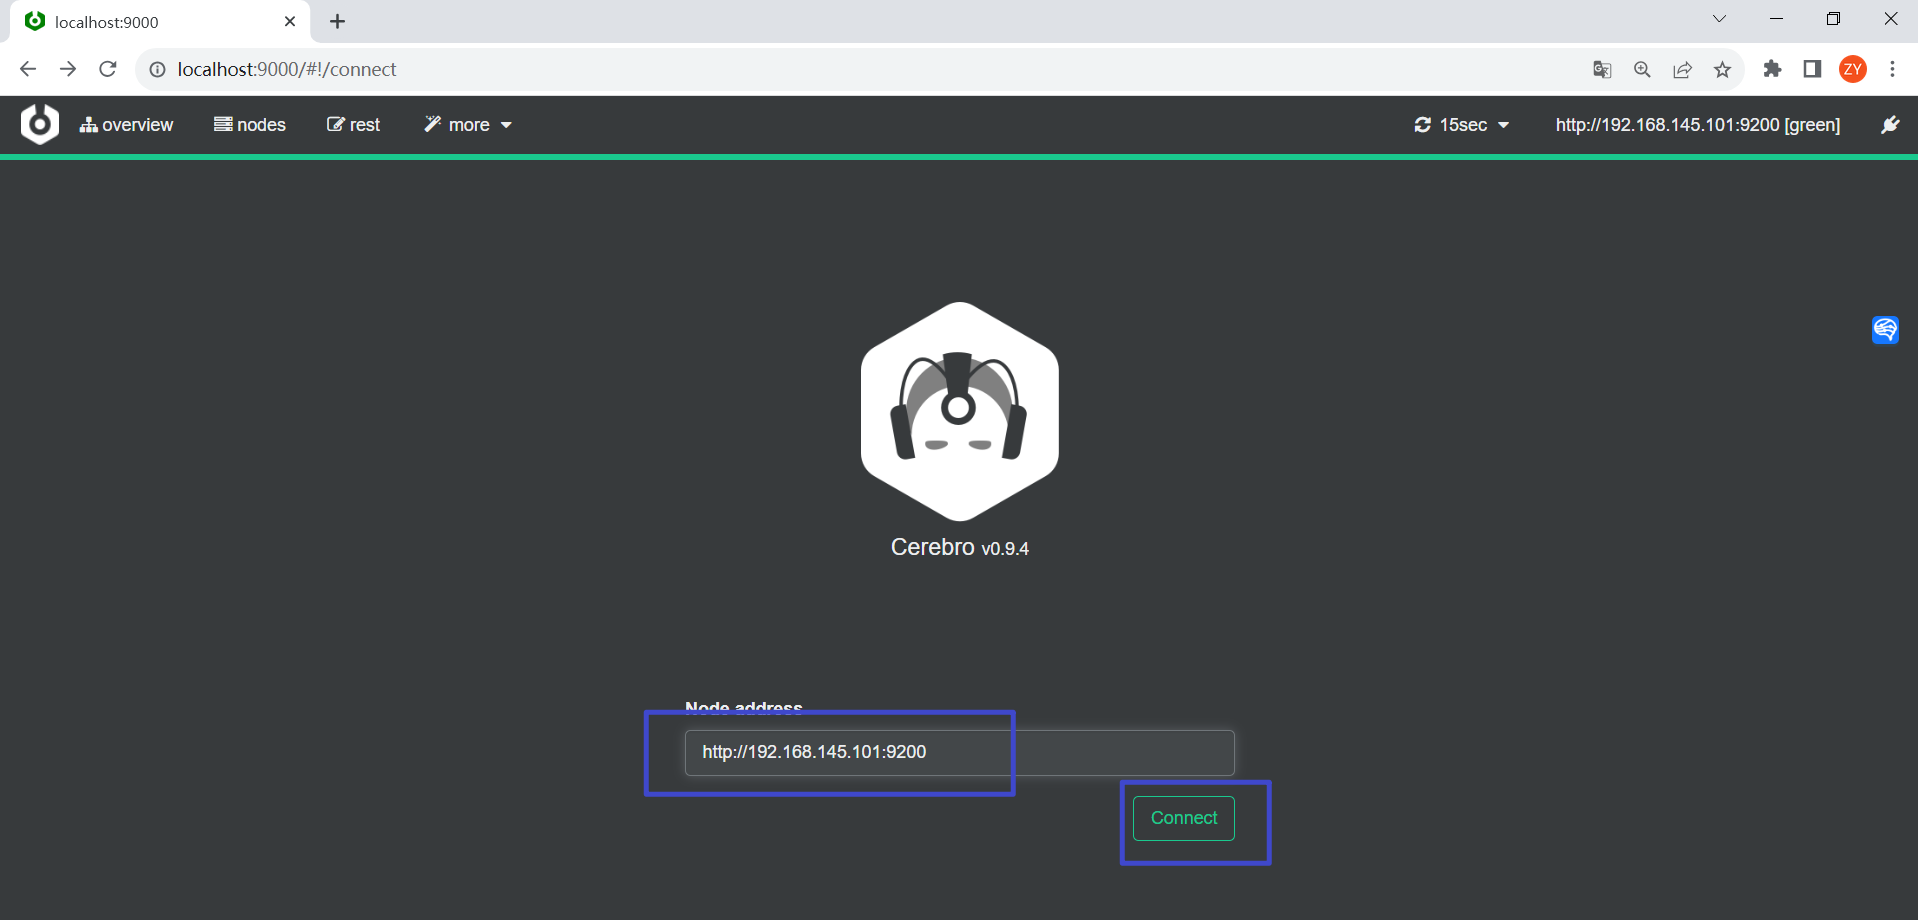 localhost:9000
localhost:9000/#!/connect
ZY
overview nodes rest more 15sec http://192.168.145.101:9200 [green]
Cerebro v0.9.4
Node address
http://192.168.145.101:9200
Connect